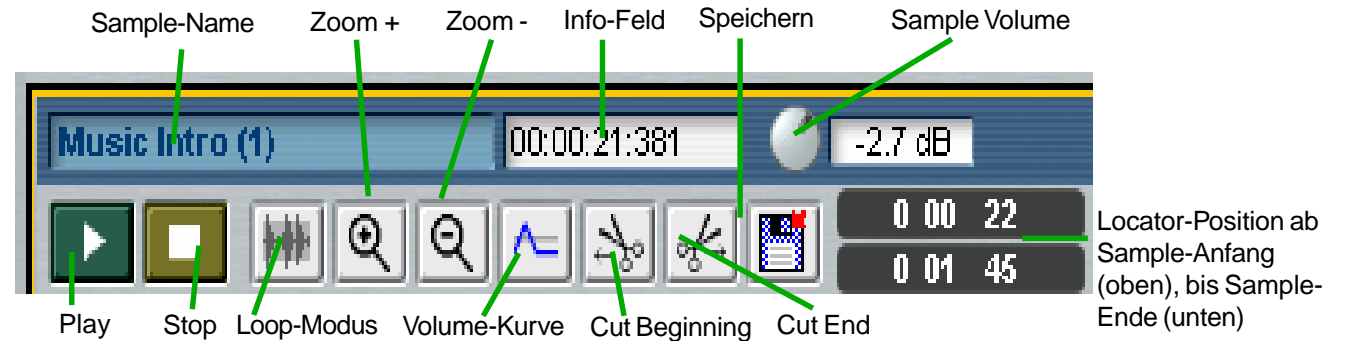 Sample-Name Zoom + Zoom - Info-Feld Speichern Sample Volume
Music Intro (1) 00:00:21:381 -2.7 dB
0 00 22
0 01 45
Locator-Position ab
Sample-Anfang
(oben), bis Sample-
Ende (unten)
Play Stop Loop-Modus Volume-Kurve Cut Beginning Cut End